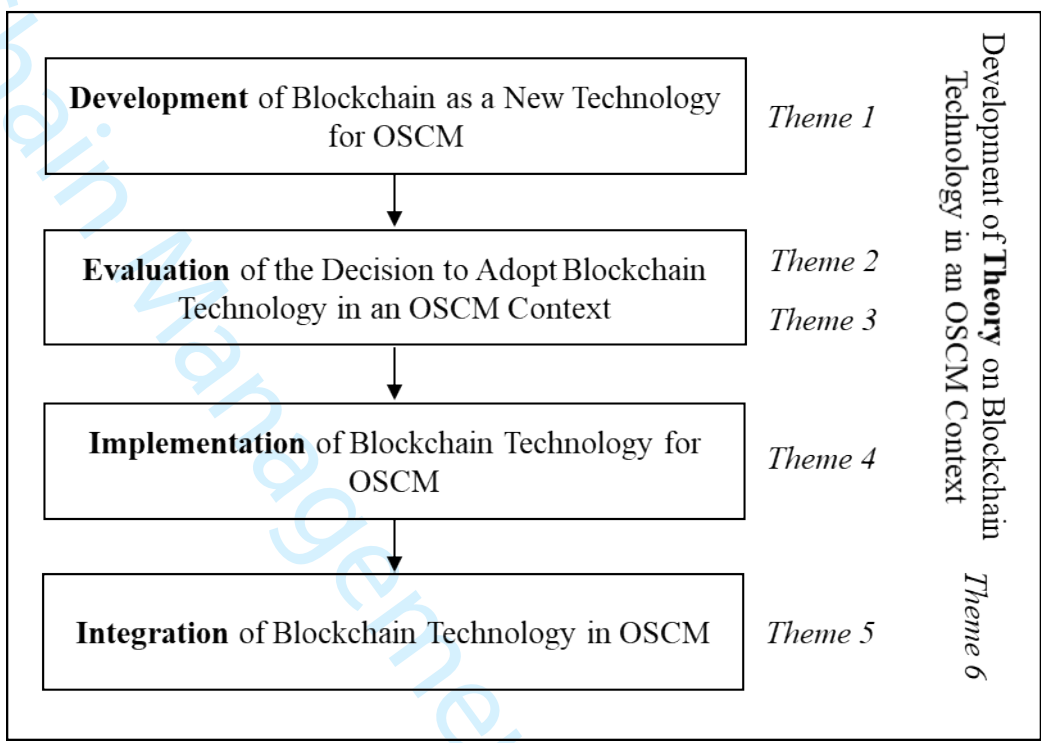 Development of Blockchain as a New Technology
for OSCM
Theme 1
Evaluation of the Decision to Adopt Blockchain
Technology in an OSCM Context
Theme 2
Theme 3
Implementation of Blockchain Technology for
OSCM
Theme 4
Integration of Blockchain Technology in OSCM
Theme 5
Development of Theory on Blockchain
Technology in an OSCM Context
Theme 6
hain Managemen